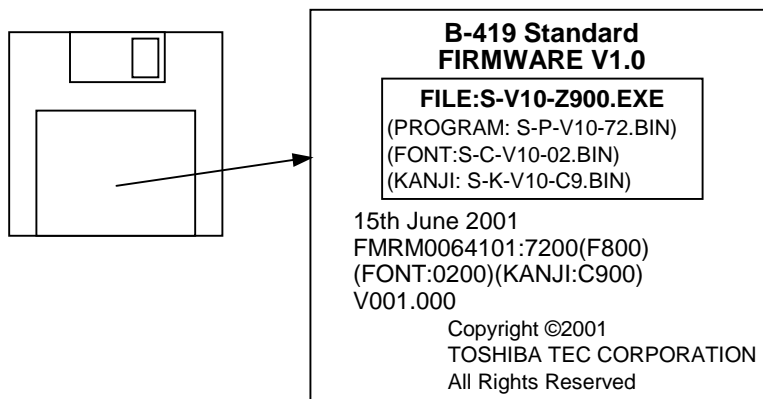 B-419 Standard
FIRMWARE V1.0
FILE:S-V10-Z900.EXE
(PROGRAM: S-P-V10-72.BIN)
(FONT:S-C-V10-02.BIN)
(KANJI: S-K-V10-C9.BIN)
15th June 2001
FMRM0064101:7200(F800)
(FONT:0200)(KANJI:C900)
V001.000
Copyright ©2001
TOSHIBA TEC CORPORATION
All Rights Reserved